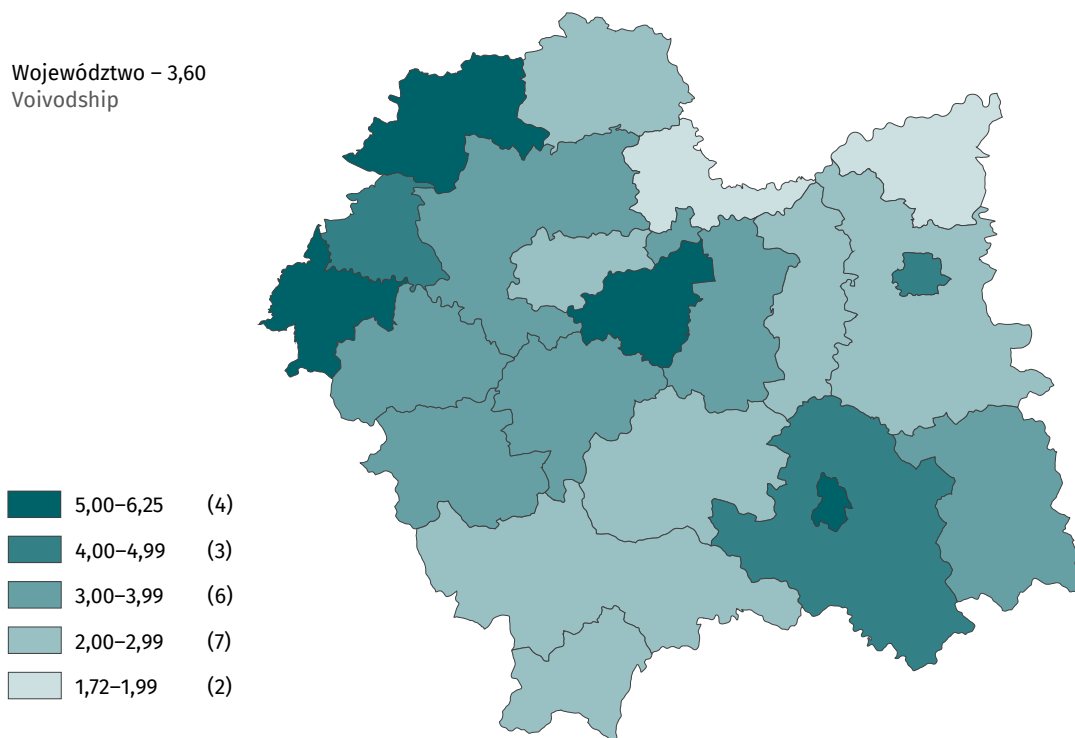 Województwo – 3,60
Voivodship
5,00–6,25 (4)
4,00–4,99 (3)
3,00–3,99 (6)
2,00–2,99 (7)
1,72–1,99 (2)